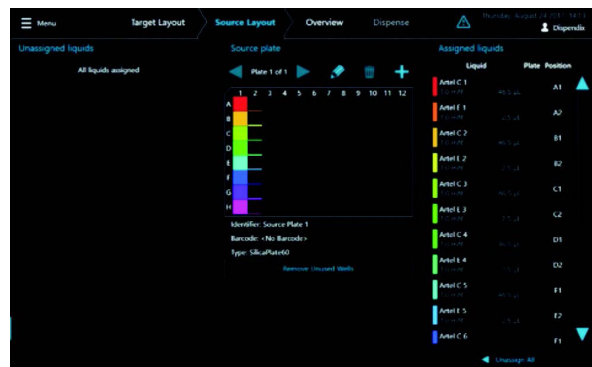 Menu
Target Layout
Source Layout
Overview
Dispense
Dispendix
Unassigned liquids
All liquids assigned
Source plate
Plate 1 of 1
1 2 3 4 5 6 7 8 9 10 11 12
A
B
C
D
E
F
G
H
Identifier: Source Plate 1
Barcode: <No Barcode>
Type: SilicaPlate60
Remove Unused Wells
Assigned liquids
Liquid Plate Position
Artel C 1 A1
Artel E 1 A2
Artel C 2 B1
Artel E 2 B2
Artel C 3 C1
Artel E 3 C2
Artel C 4 D1
Artel E 4 D2
Artel C 5
Artel E 5
Artel C 6 F1
Unassign All